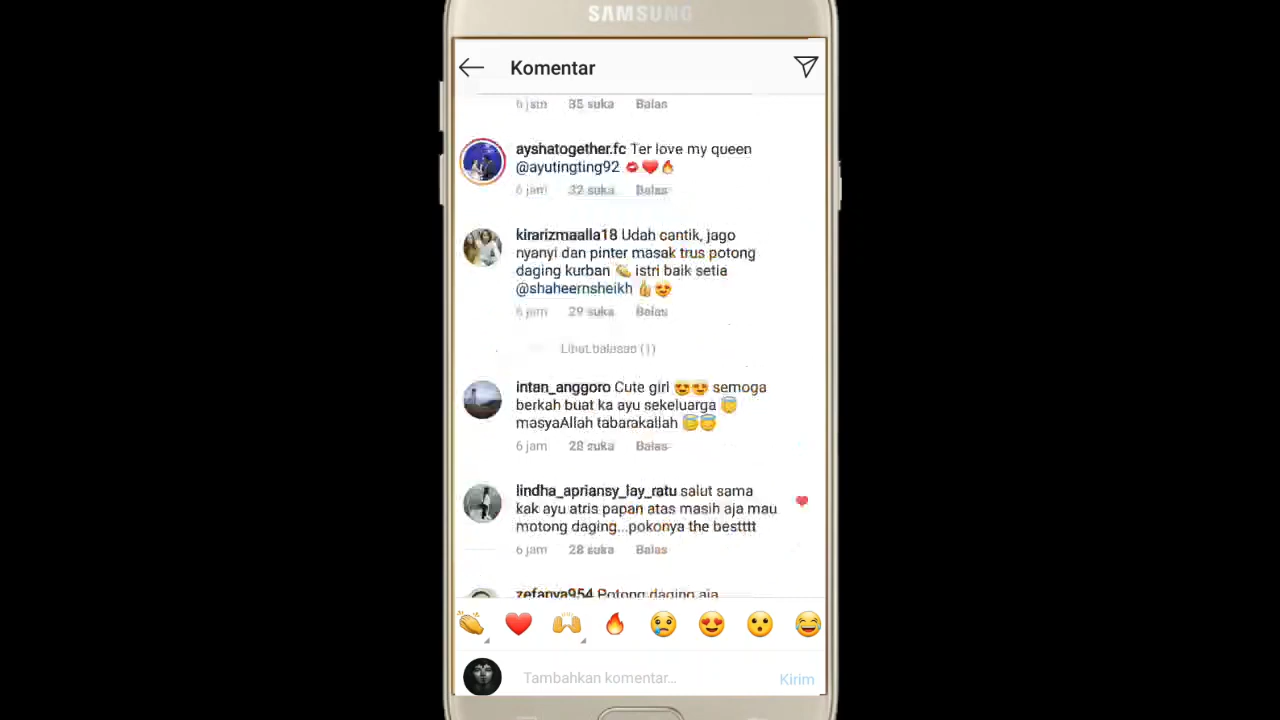 SAMSUNG
Komentar
6 jam 35 suka Balas
ayshatogether.fc Ter love my queen
@ayutingting92 💋❤️🔥
6 jam 32 suka Balas
kirarizmaalla18 Udah cantik, jago
nyanyi dan pinter masak trus potong
daging kurban 👏 istri baik setia
@shaheernsheikh 👍😍
6 jam 29 suka Balas
Lihat balasan (1)
intan_anggoro Cute girl 😍😍 semoga
berkah buat ka ayu sekeluarga 😇
masyaAllah tabarakallah 😇😇
6 jam 28 suka Balas
lindha_apriansy_lay_ratu salut sama
kak ayu atris papan atas masih aja mau
motong daging...pokonya the bestttt
6 jam 28 suka Balas
zefanya954 Potong daging aja
Tambahkan komentar...
Kirim